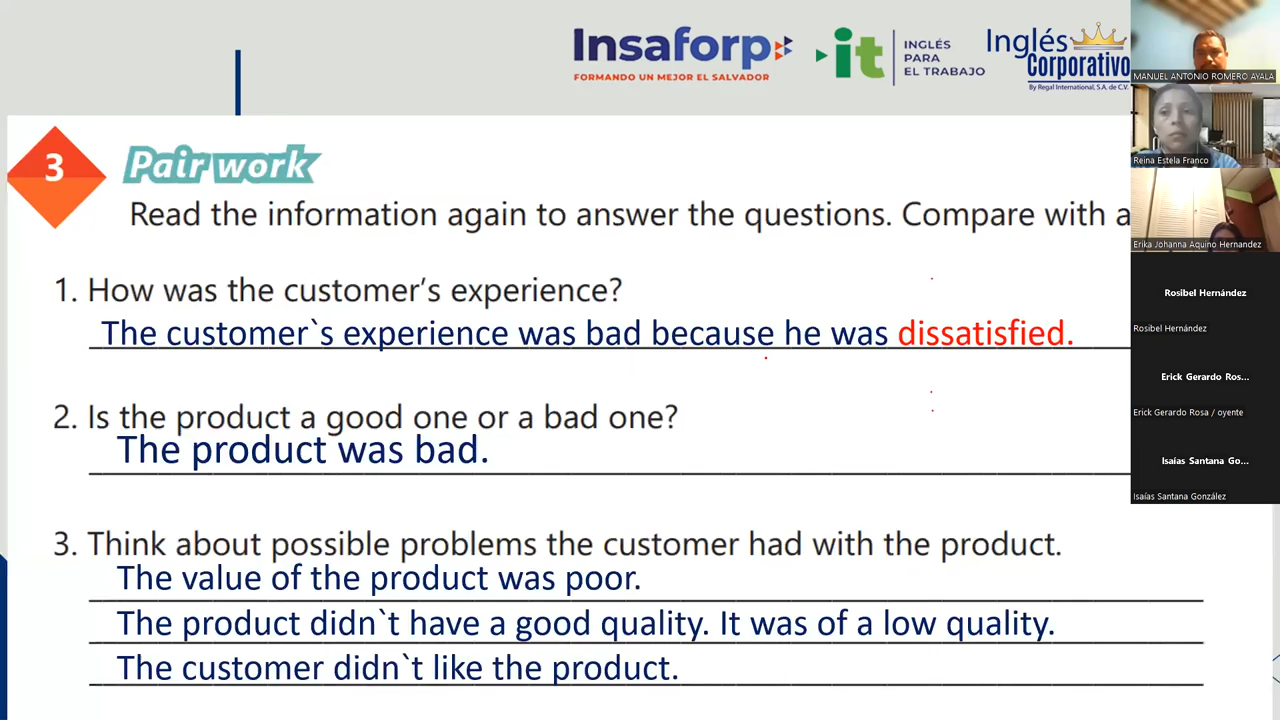 Insaforp
FORMANDO UN MEJOR EL SALVADOR
it
INGLÉS
PARA
EL TRABAJO
Inglés
Corporativo
By Regal International, S.A. de C.V.
3
Pair work
Read the information again to answer the questions. Compare with a
1. How was the customer's experience?
The customer`s experience was bad because he was dissatisfied.
2. Is the product a good one or a bad one?
The product was bad.
3. Think about possible problems the customer had with the product.
The value of the product was poor.
The product didn`t have a good quality. It was of a low quality.
The customer didn`t like the product.
MANUEL ANTONIO ROMERO AYALA
Reina Estela Franco
Erika Johanna Aquino Hernandez
Rosibel Hernández
Rosibel Hernández
Erick Gerardo Ros...
Erick Gerardo Rosa / oyente
Isaías Santana Go...
Isaías Santana González